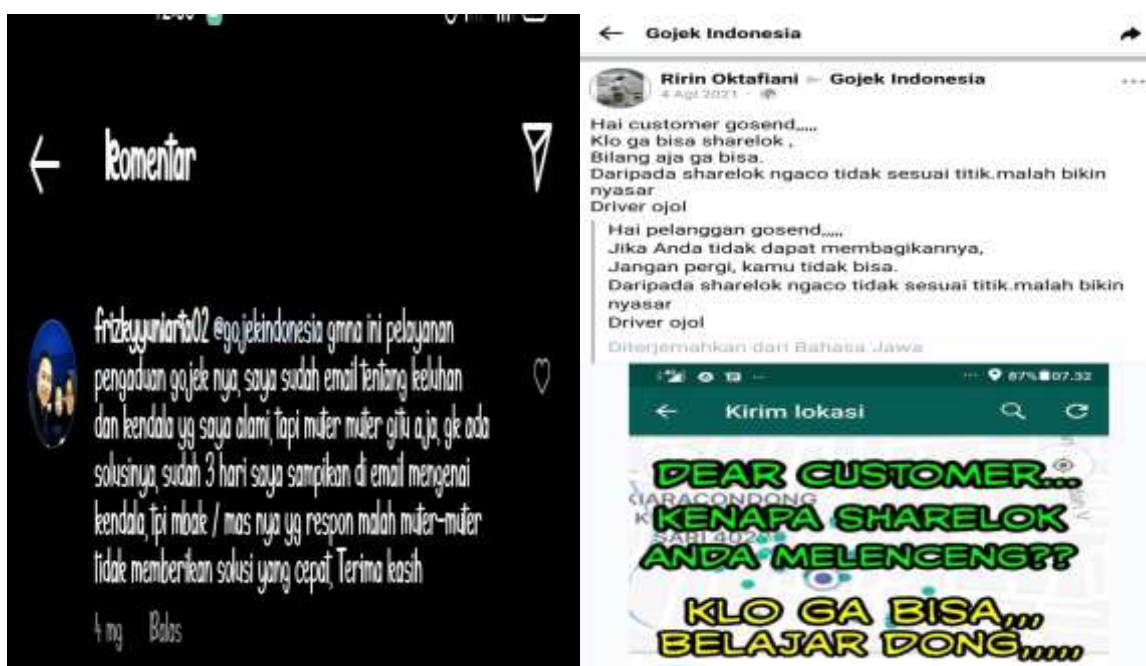 Komentar
frizkyyuniarta02 @gojekindonesia gmna ini pelayanan
pengaduan gojek nya, saya sudah email tentang keluhan
dan kendala yg saya alami, tapi muter muter gitu aja, gk ada
solusinya, sudah 3 hari saya sampikan di email mengenai
kendala, tpi mbak / mas nya yg respon malah muter-muter
tidak memberikan solusi yang cepat, Terima kasih
4 mg Balas
Gojek Indonesia
Ririn Oktafiani Gojek Indonesia
4 Agt 2021
Hai customer gosend,,,,,
Klo ga bisa sharelok ,
Bilang aja ga bisa.
Daripada sharelok ngaco tidak sesuai titik.malah bikin
nyasar
Driver ojol
Hai pelanggan gosend,,,,,
Jika Anda tidak dapat membagikannya,
Jangan pergi, kamu tidak bisa.
Daripada sharelok ngaco tidak sesuai titik.malah bikin
nyasar
Driver ojol
Diterjemahkan dari Bahasa Jawa
87% 07.32
Kirim lokasi
DEAR CUSTOMER...
KENAPA SHARELOK
ANDA MELENCENG??
KLO GA BISA,,,
BELAJAR DONG,,,,,